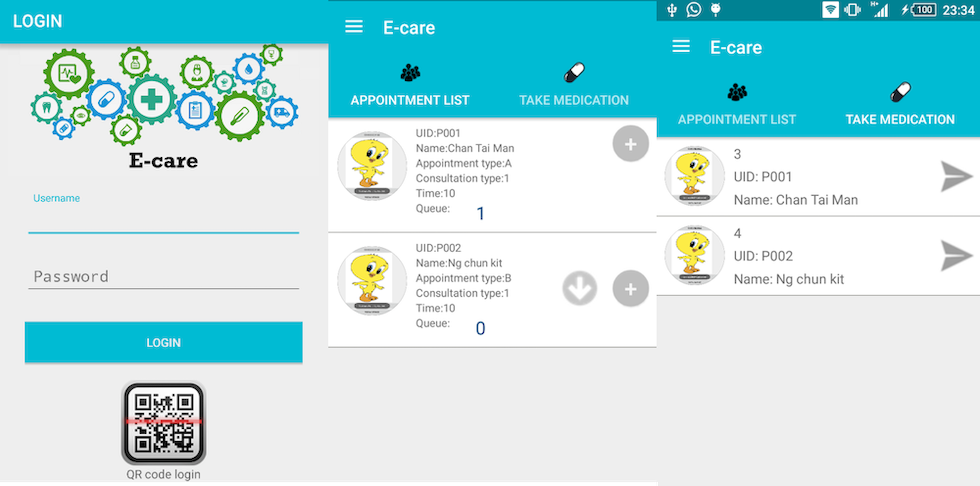 LOGIN
E-care
Username
Password
LOGIN
QR code login
E-care
APPOINTMENT LIST
TAKE MEDICATION
UID:P001
Name:Chan Tai Man
Appointment type:A
Consultation type:1
Time:10
Queue: 1
UID:P002
Name:Ng chun kit
Appointment type:B
Consultation type:1
Time:10
Queue: 0
H+ 100 23:34
E-care
APPOINTMENT LIST
TAKE MEDICATION
3
UID: P001
Name: Chan Tai Man
4
UID: P002
Name: Ng chun kit